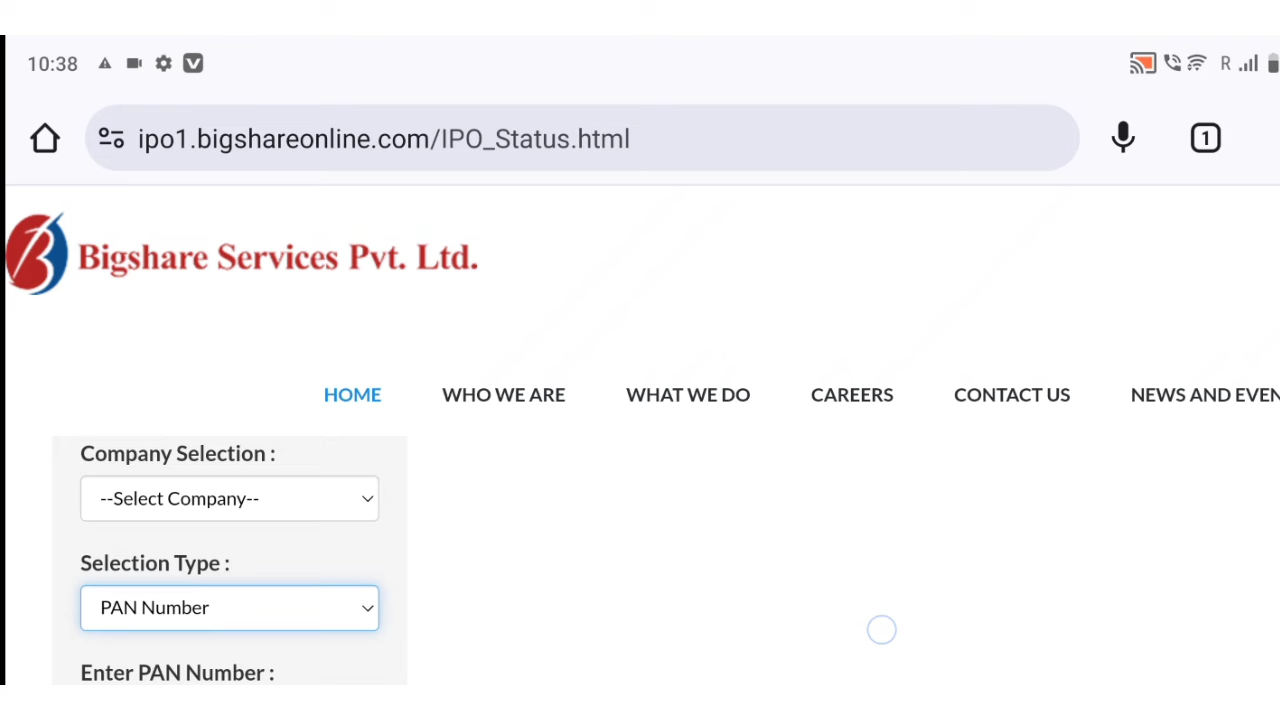 10:38
R
ipo1.bigshareonline.com/IPO_Status.html
1
Bigshare Services Pvt. Ltd.
HOME WHO WE ARE WHAT WE DO CAREERS CONTACT US NEWS AND EVEN
Company Selection :
--Select Company--
Selection Type :
PAN Number
Enter PAN Number :